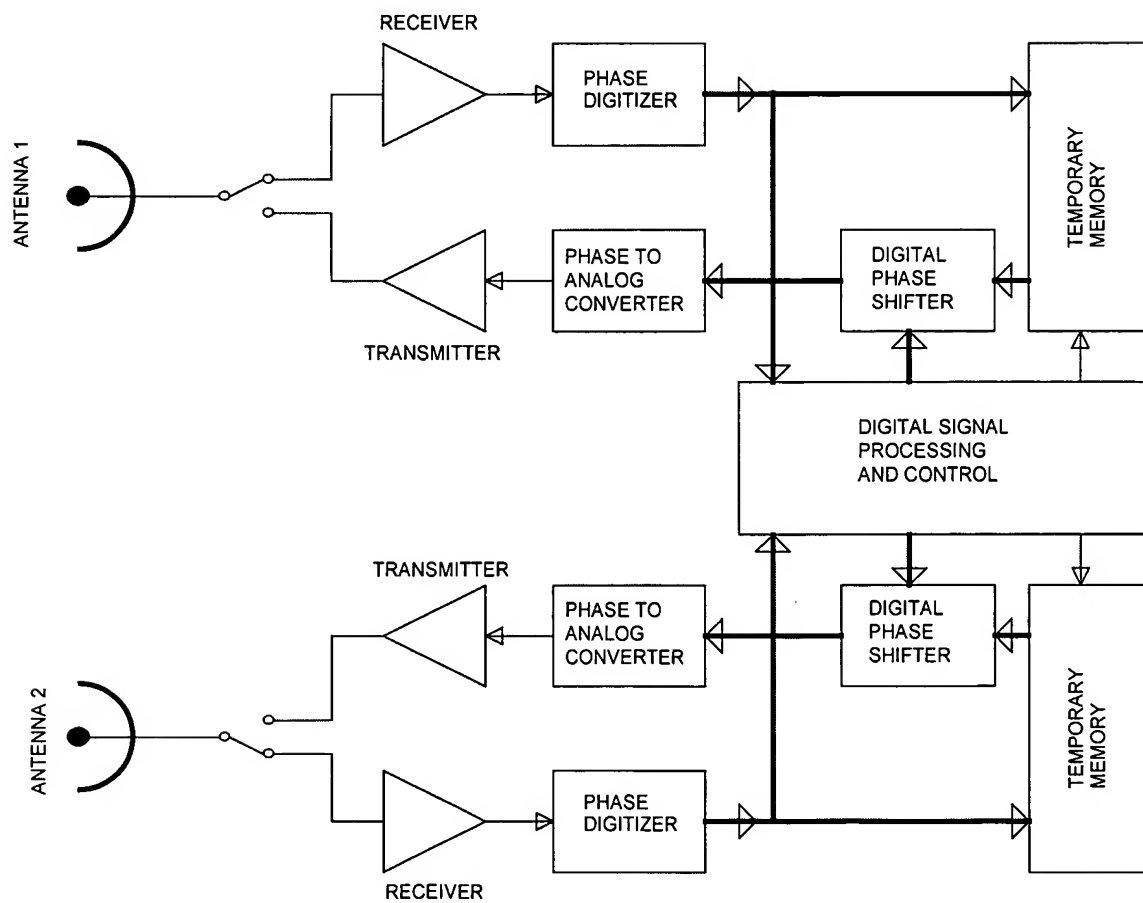 RECEIVER
PHASE
DIGITIZER
TEMPORARY
MEMORY
ANTENNA 1
PHASE TO
ANALOG
CONVERTER
DIGITAL
PHASE
SHIFTER
TRANSMITTER
DIGITAL SIGNAL
PROCESSING
AND CONTROL
TRANSMITTER
PHASE TO
ANALOG
CONVERTER
DIGITAL
PHASE
SHIFTER
TEMPORARY
MEMORY
ANTENNA 2
PHASE
DIGITIZER
RECEIVER